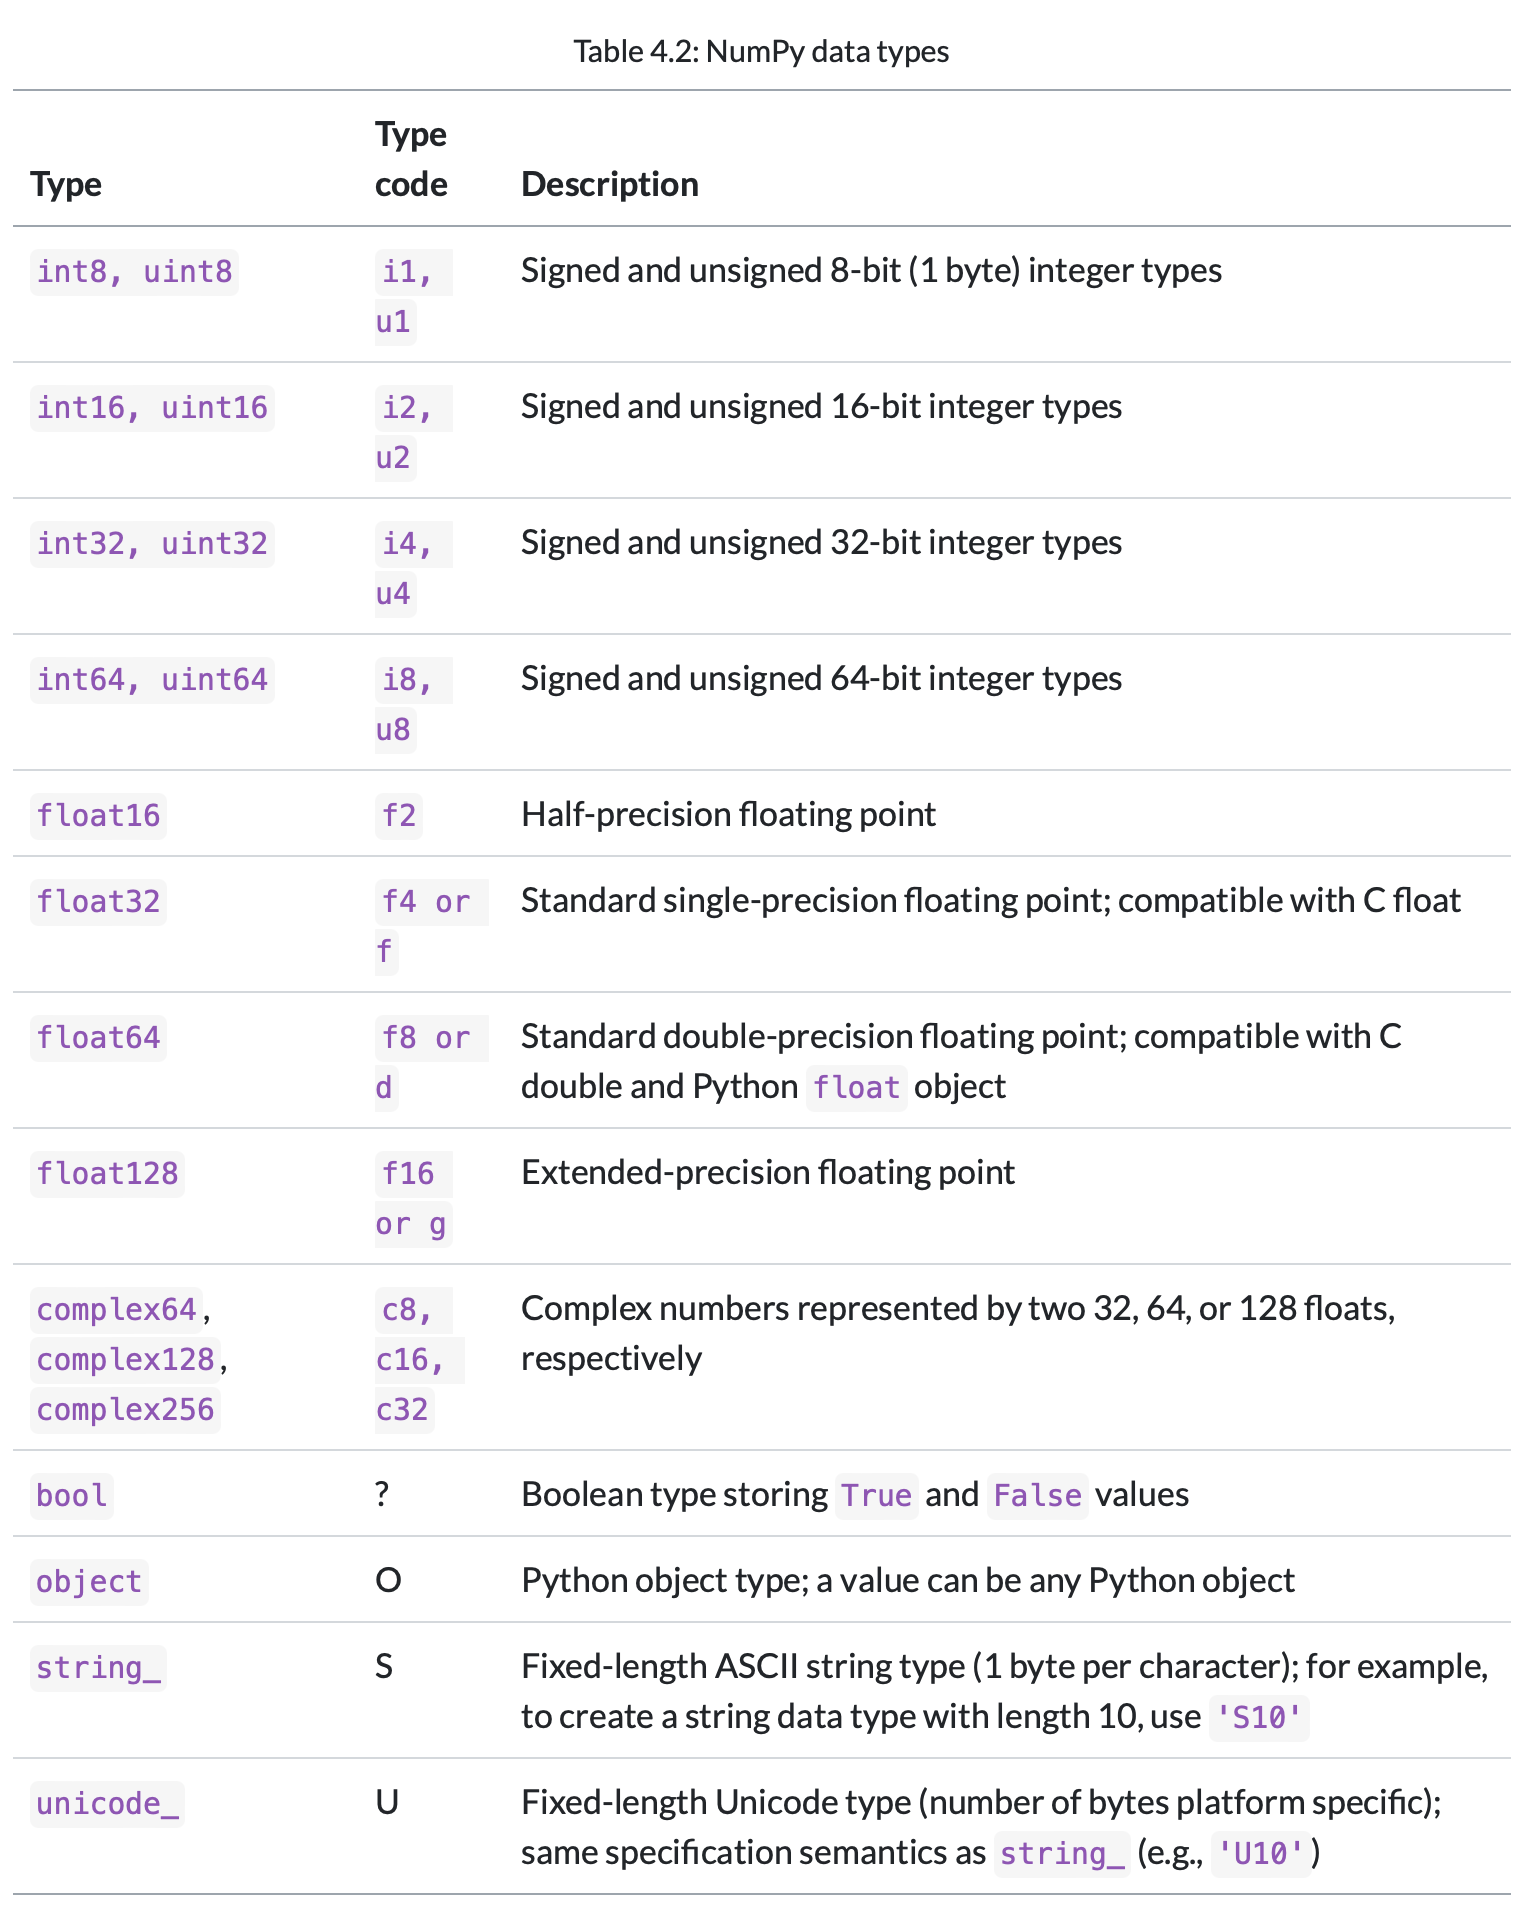 Table 4.2: NumPy data types
Type
Type code
Description
int8, uint8
i1,
u1
Signed and unsigned 8-bit (1 byte) integer types
int16, uint16
i2,
u2
Signed and unsigned 16-bit integer types
int32, uint32
i4,
u4
Signed and unsigned 32-bit integer types
int64, uint64
i8,
u8
Signed and unsigned 64-bit integer types
float16
f2
Half-precision floating point
float32
f4 or
f
Standard single-precision floating point; compatible with C float
float64
f8 or
d
Standard double-precision floating point; compatible with C
double and Python float object
float128
f16
or g
Extended-precision floating point
complex64,
complex128,
complex256
c8,
c16,
c32
Complex numbers represented by two 32, 64, or 128 floats,
respectively
bool
?
Boolean type storing True and False values
object
O
Python object type; a value can be any Python object
string_
S
Fixed-length ASCII string type (1 byte per character); for example,
to create a string data type with length 10, use 'S10'
unicode_
U
Fixed-length Unicode type (number of bytes platform specific);
same specification semantics as string_ (e.g., 'U10')